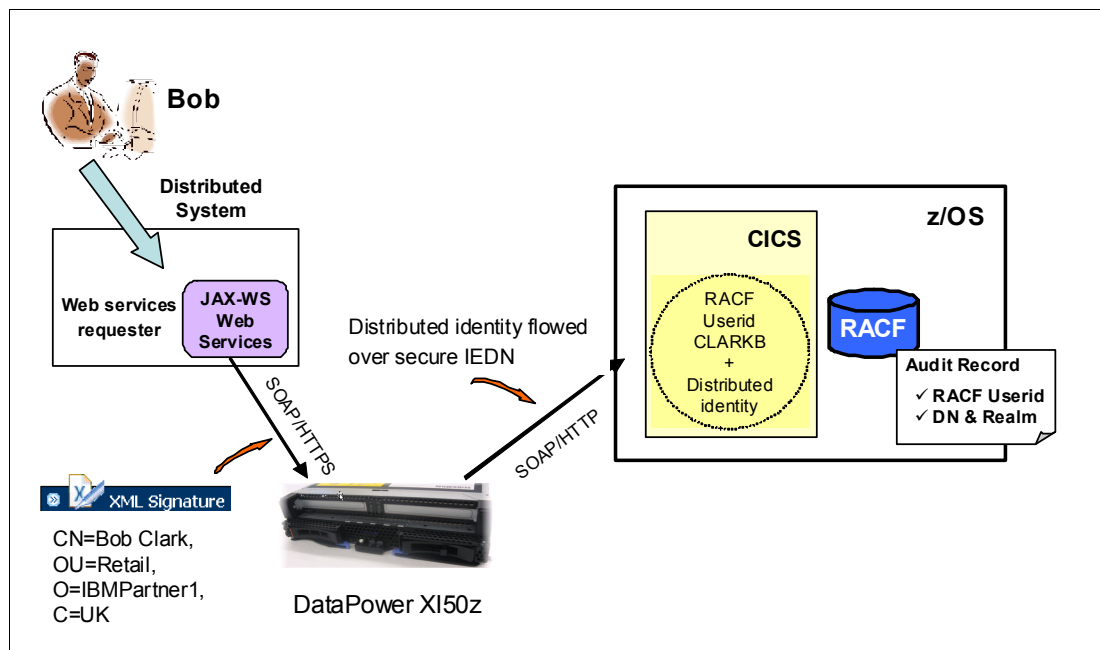 Bob
Distributed
System
Web services
requester
JAX-WS
Web
Services
SOAP/HTTPS
XML Signature
CN=Bob Clark,
OU=Retail,
O=IBMPartner1,
C=UK
DataPower XI50z
Distributed identity flowed
over secure IEDN
SOAP/HTTP
z/OS
CICS
RACF
Userid
CLARKB
+
Distributed
identity
RACF
Audit Record
✓ RACF Userid
✓ DN & Realm